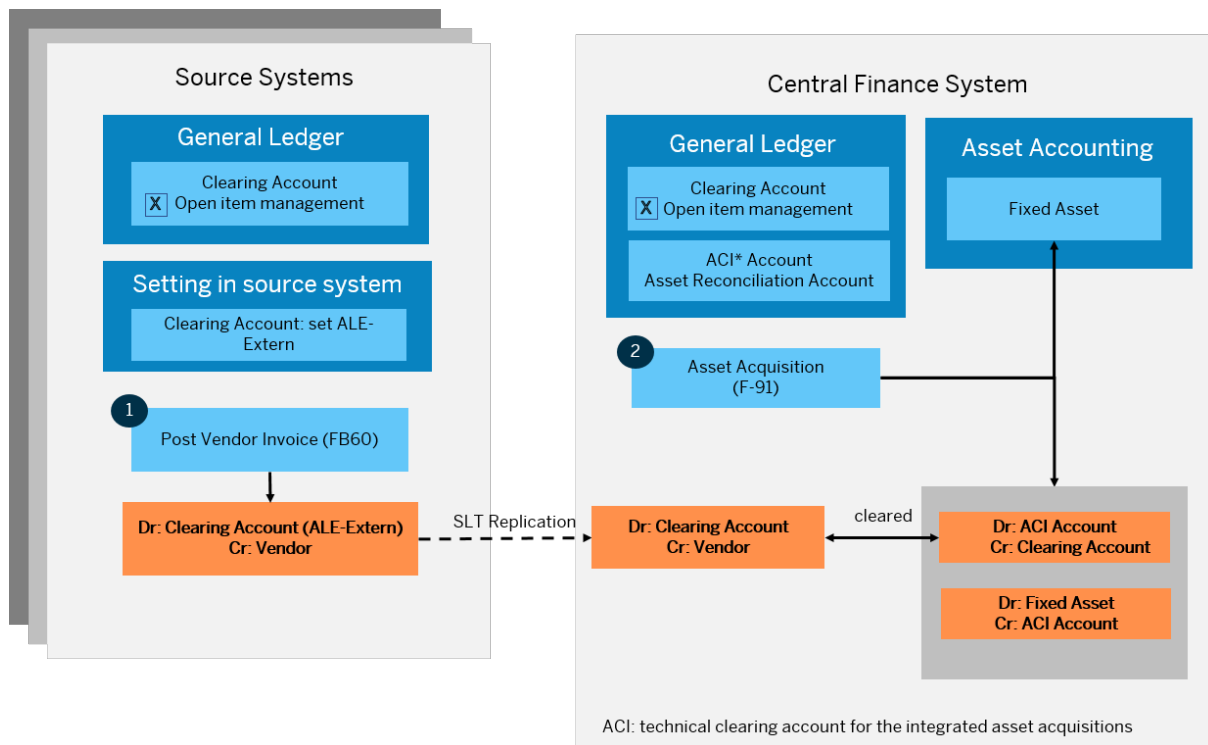 Source Systems
General Ledger
Clearing Account
X Open item management
Setting in source system
Clearing Account: set ALE-
Extern
1
Post Vendor Invoice (FB60)
Dr: Clearing Account (ALE-Extern)
Cr: Vendor
SLT Replication
Central Finance System
General Ledger
Clearing Account
X Open item management
ACI* Account
Asset Reconciliation Account
Asset Accounting
Fixed Asset
2
Asset Acquisition
(F-91)
Dr: Clearing Account
Cr: Vendor
cleared
Dr: ACI Account
Cr: Clearing Account
Dr: Fixed Asset
Cr: ACI Account
ACI: technical clearing account for the integrated asset acquisitions